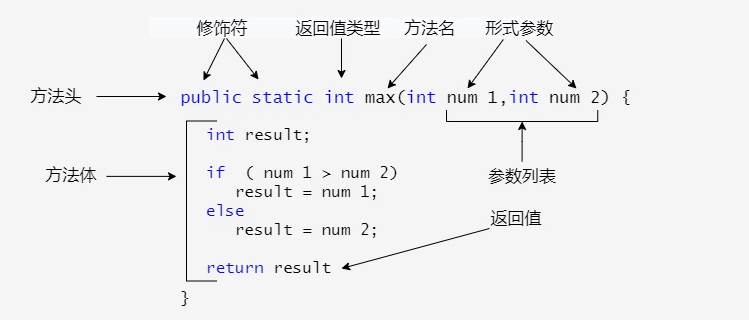 修饰符 返回值类型 方法名 形式参数
方法头 public static int max(int num 1,int num 2) {
int result;
方法体 if ( num 1 > num 2) 参数列表
result = num 1;
else 返回值
result = num 2;
return result
}